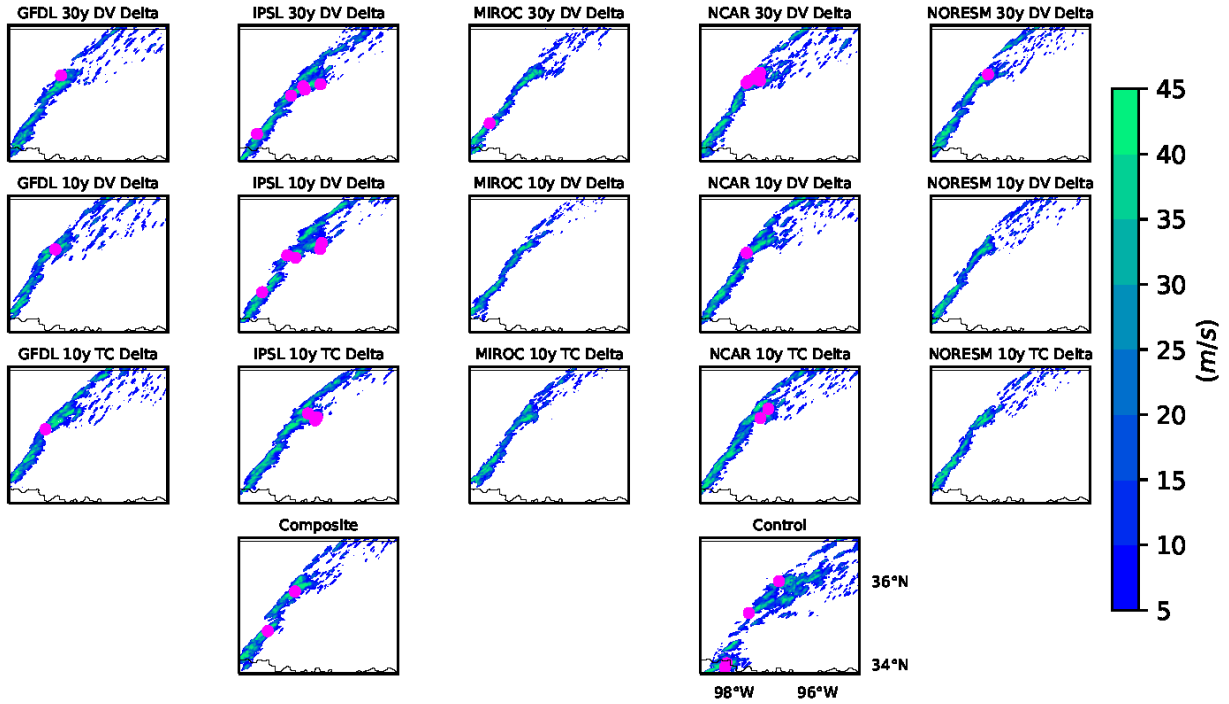 GFDL 30y DV Delta
IPSL 30y DV Delta
MIROC 30y DV Delta
NCAR 30y DV Delta
NORESM 30y DV Delta
GFDL 10y DV Delta
IPSL 10y DV Delta
MIROC 10y DV Delta
NCAR 10y DV Delta
NORESM 10y DV Delta
GFDL 10y TC Delta
IPSL 10y TC Delta
MIROC 10y TC Delta
NCAR 10y TC Delta
NORESM 10y TC Delta
Composite
Control
36°N
34°N
98°W
96°W
45
40
35
30
25
20
15
10
5
(m/s)